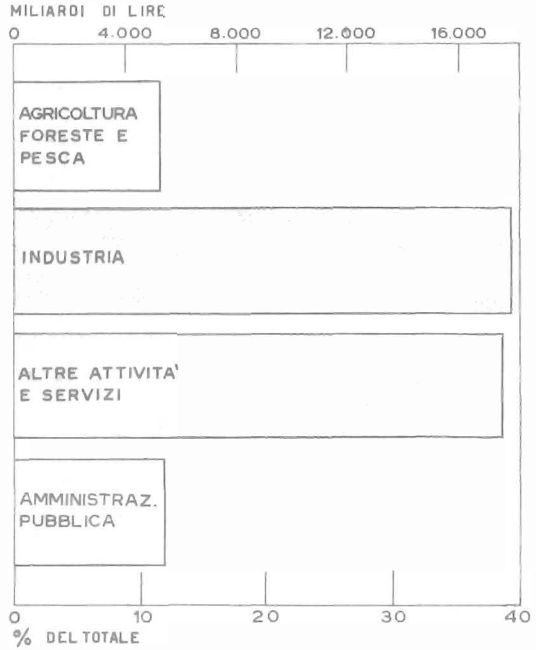 MILIARDI DI LIRE
0 4.000 8.000 12.000 16.000
AGRICOLTURA
FORESTE E
PESCA
INDUSTRIA
ALTRE ATTIVITA'
E SERVIZI
AMMINISTRAZ.
PUBBLICA
0 10 20 30 40
% DEL TOTALE